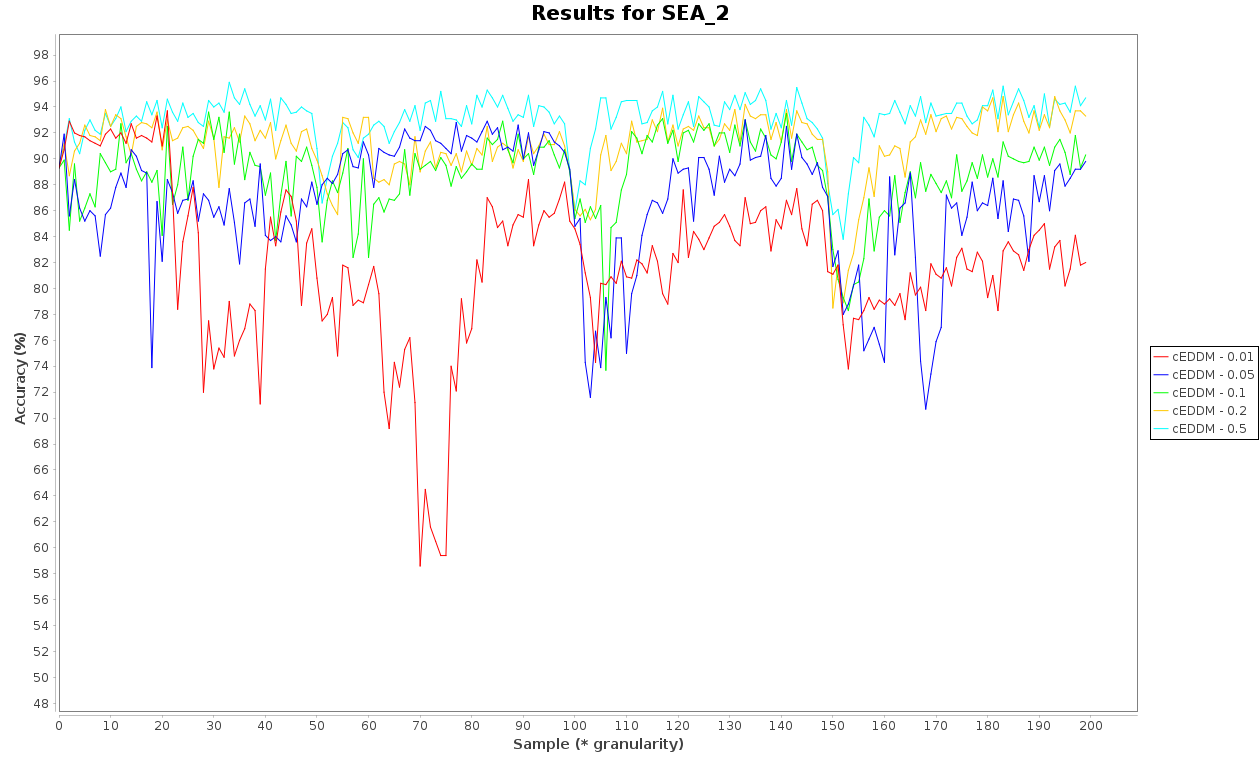 Results for SEA_2
Accuracy (%)
98
96
94
92
90
88
86
84
82
80
78
76
74
72
70
68
66
64
62
60
58
56
54
52
50
48
0 10 20 30 40 50 60 70 80 90 100 110 120 130 140 150 160 170 180 190 200
Sample (* granularity)
cEDDM - 0.01
cEDDM - 0.05
cEDDM - 0.1
cEDDM - 0.2
cEDDM - 0.5